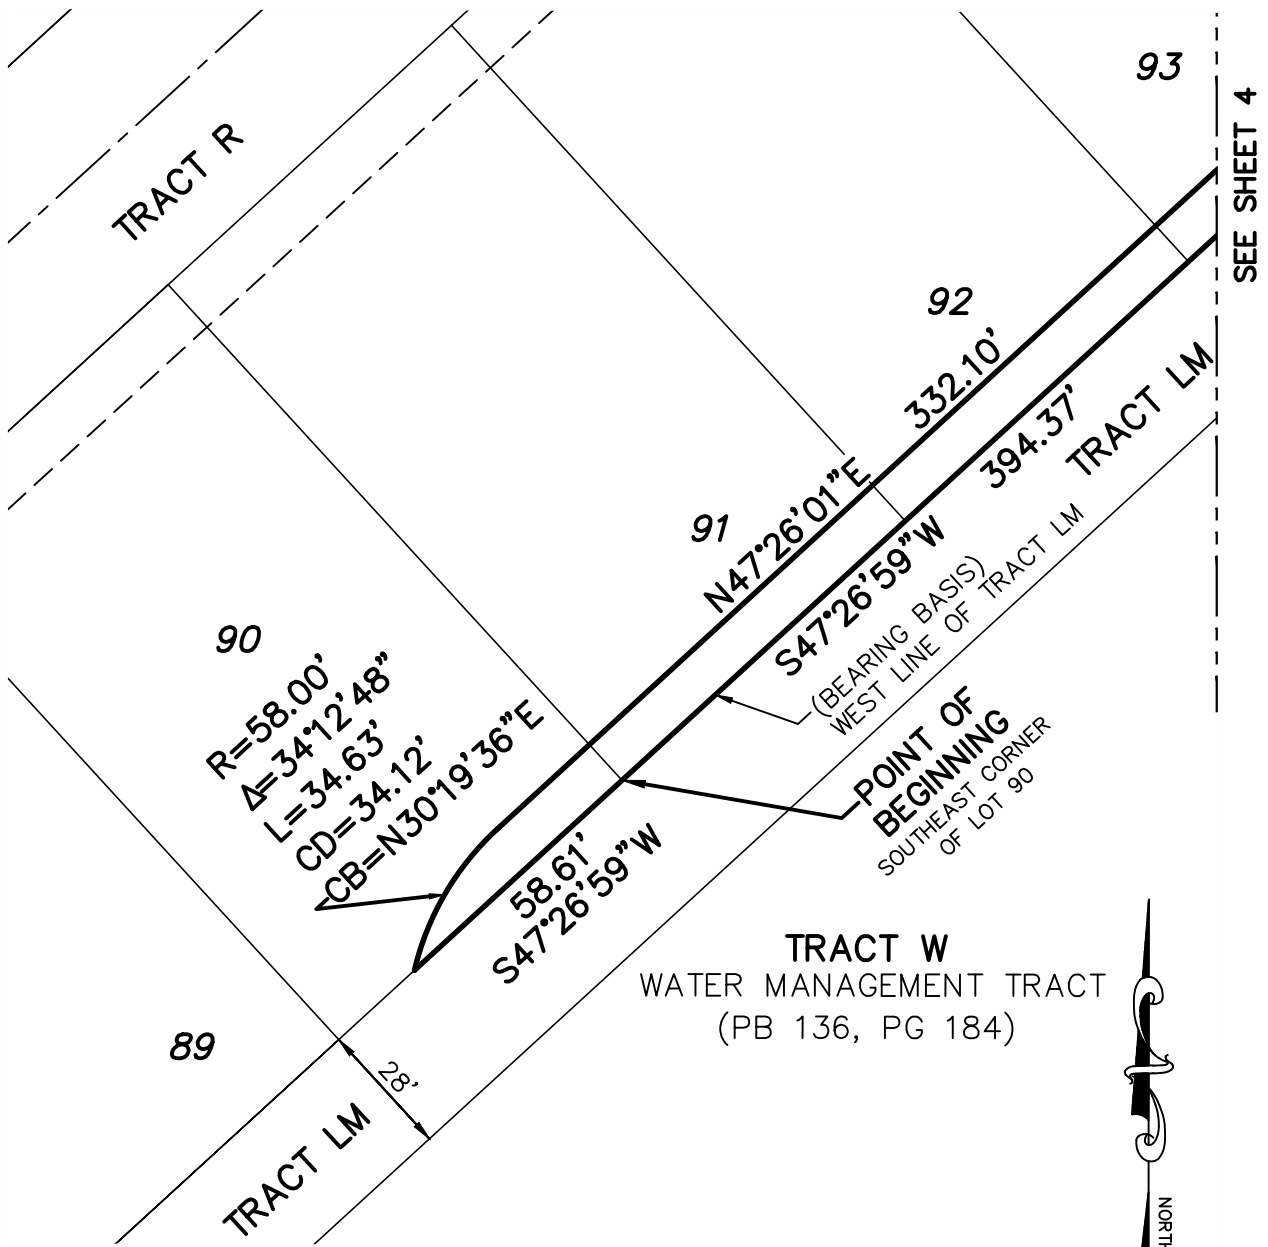 93
SEE SHEET 4
TRACT R
92
332.10'
394.37'
TRACT LM
91
N47°26'01"E
S47°26'59"W
(BEARING BASIS)
WEST LINE OF TRACT LM
90
R=58.00'
Δ=34°12'48"
L=34.63'
CD=34.12'
CB=N30°19'36"E
POINT OF
BEGINNING
SOUTHEAST CORNER
OF LOT 90
58.61'
S47°26'59"W
TRACT W
WATER MANAGEMENT TRACT
(PB 136, PG 184)
89
28'
TRACT LM
NORTH